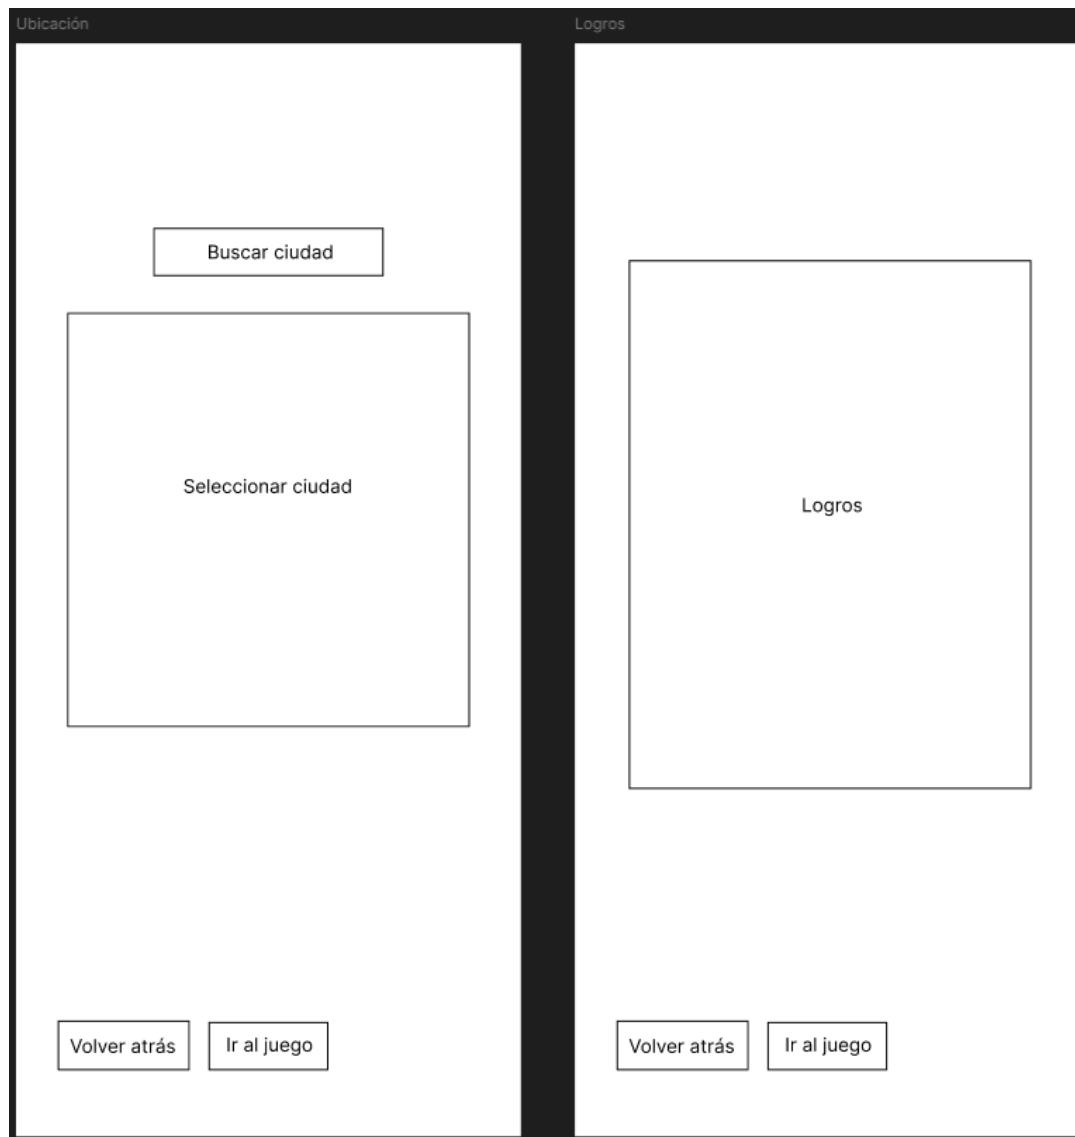 Ubicación
Buscar ciudad
Seleccionar ciudad
Volver atrás
Ir al juego
Logros
Logros
Volver atrás
Ir al juego